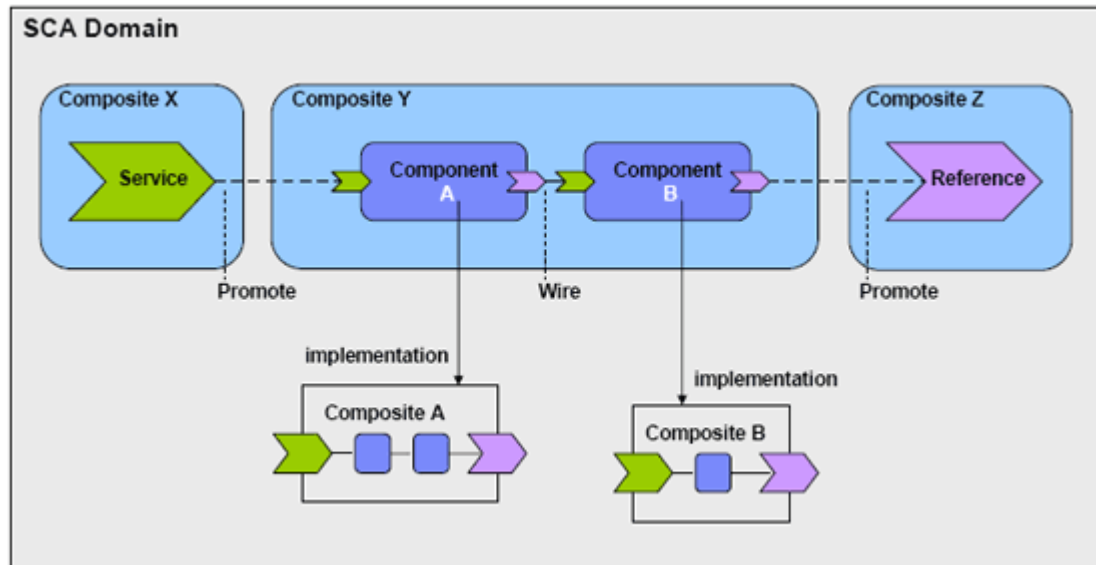 SCA Domain
Composite X
Composite Y
Composite Z
Service
Component
A
Component
B
Reference
Promote
Wire
Promote
implementation
implementation
Composite A
Composite B